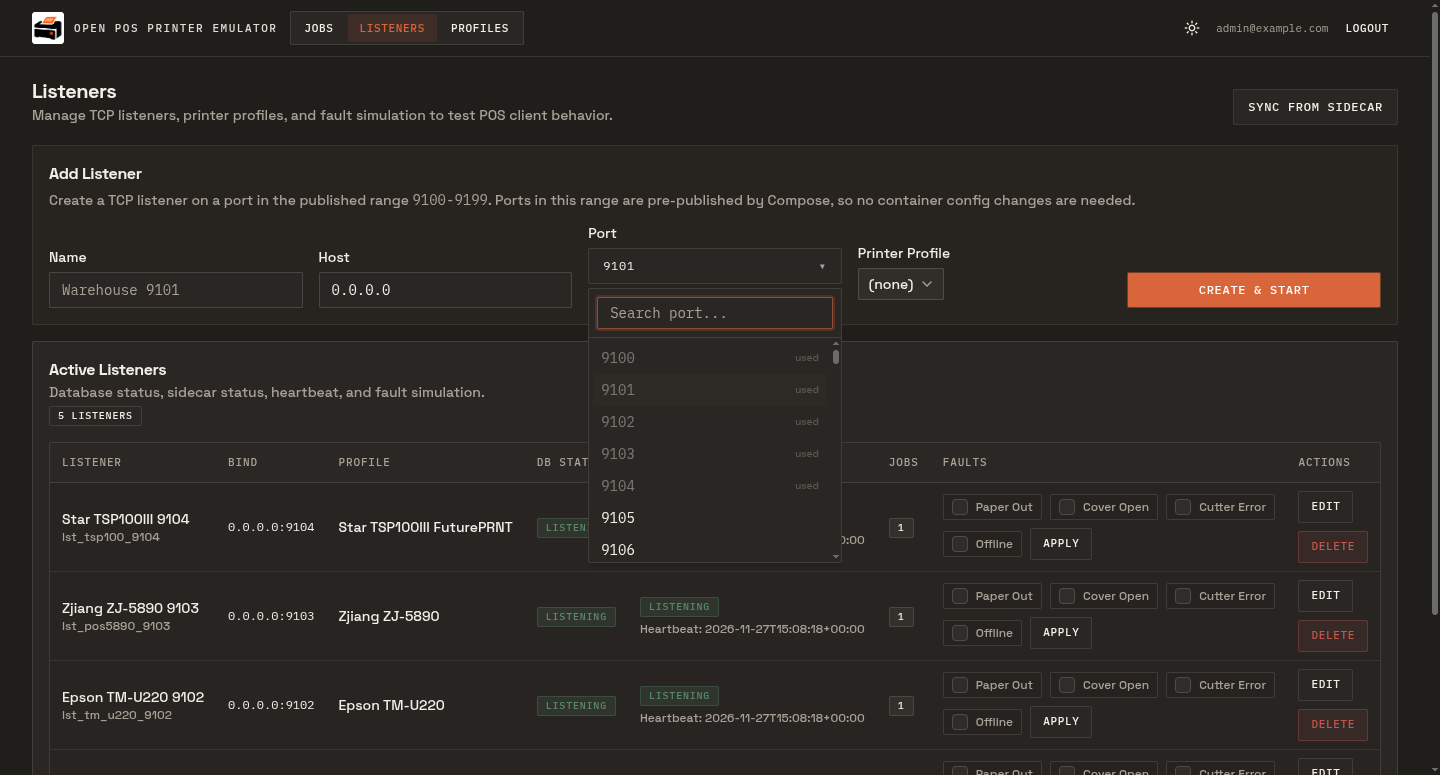 OPEN POS PRINTER EMULATOR
JOBS
LISTENERS
PROFILES
admin@example.com
LOGOUT
Listeners
Manage TCP listeners, printer profiles, and fault simulation to test POS client behavior.
SYNC FROM SIDECAR
Add Listener
Create a TCP listener on a port in the published range 9100-9199. Ports in this range are pre-published by Compose, so no container config changes are needed.
Name
Warehouse 9101
Host
0.0.0.0
Port
9101
Printer Profile
(none)
CREATE & START
Search port...
9100 used
9101 used
9102 used
9103 used
9104 used
9105
9106
Active Listeners
Database status, sidecar status, heartbeat, and fault simulation.
5 LISTENERS
LISTENER BIND PROFILE DB STAT JOBS FAULTS ACTIONS
Star TSP100III 9104
lst_tsp100_9104
0.0.0.0:9104
Star TSP100III FuturePRNT
LISTEN
0:00
1
Paper Out Cover Open Cutter Error
Offline APPLY
EDIT
DELETE
Zjiang ZJ-5890 9103
lst_pos5890_9103
0.0.0.0:9103
Zjiang ZJ-5890
LISTENING
LISTENING
Heartbeat: 2026-11-27T15:08:18+00:00
1
Paper Out Cover Open Cutter Error
Offline APPLY
EDIT
DELETE
Epson TM-U220 9102
lst_tm_u220_9102
0.0.0.0:9102
Epson TM-U220
LISTENING
LISTENING
Heartbeat: 2026-11-27T15:08:18+00:00
1
Paper Out Cover Open Cutter Error
Offline APPLY
EDIT
DELETE
Paper Out Cover Open Cutter Error
EDIT